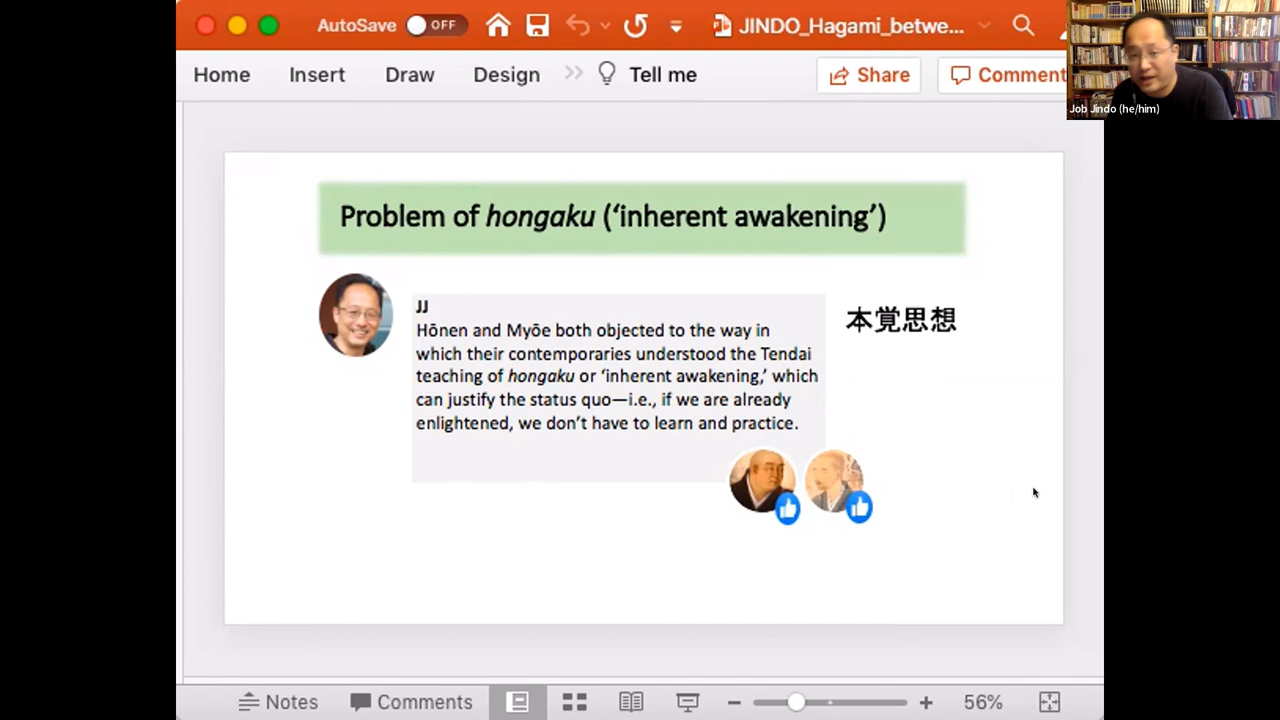 AutoSave OFF
JINDO_Hagami_betwe...
Job Jindo (he/him)
Home Insert Draw Design Tell me Share Comment
Problem of hongaku (‘inherent awakening’)
JJ
Hōnen and Myōe both objected to the way in
which their contemporaries understood the Tendai
teaching of hongaku or ‘inherent awakening,’ which
can justify the status quo—i.e., if we are already
enlightened, we don’t have to learn and practice.
本覚思想
Notes Comments 56%